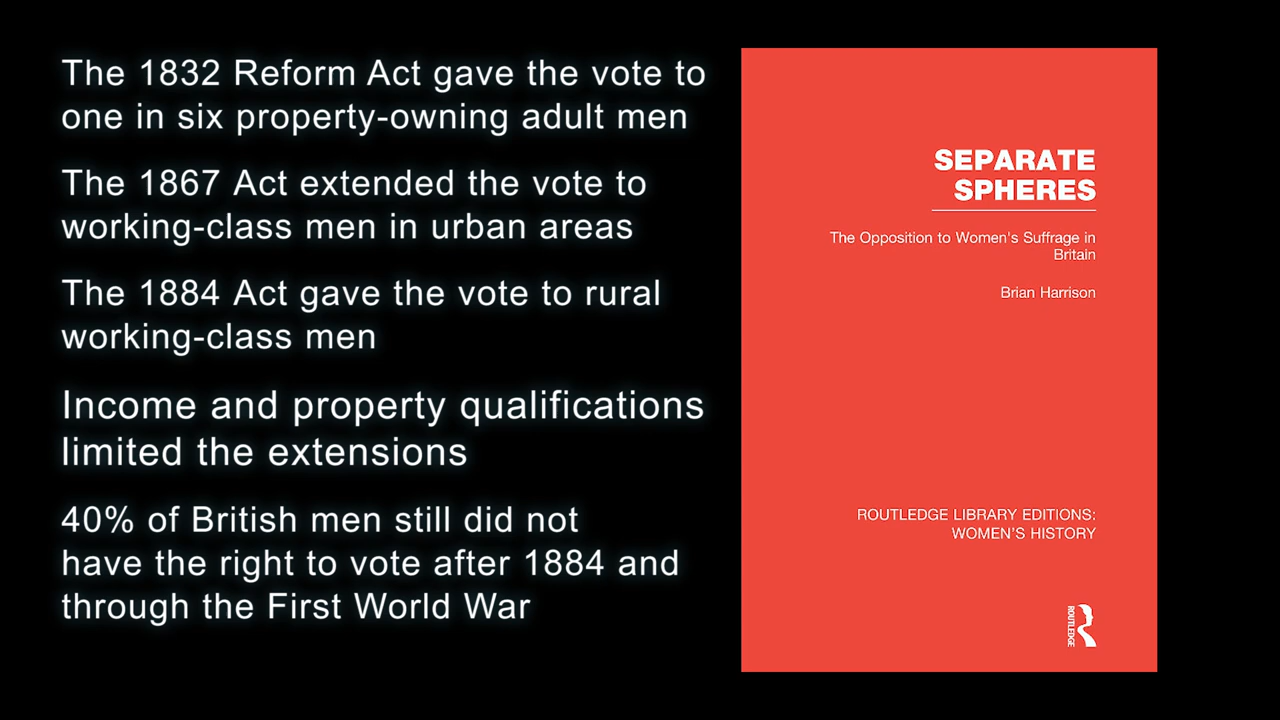 The 1832 Reform Act gave the vote to
one in six property-owning adult men
The 1867 Act extended the vote to
working-class men in urban areas
The 1884 Act gave the vote to rural
working-class men
Income and property qualifications
limited the extensions
40% of British men still did not
have the right to vote after 1884 and
through the First World War
SEPARATE
SPHERES
The Opposition to Women's Suffrage in
Britain
Brian Harrison
ROUTLEDGE LIBRARY EDITIONS:
WOMEN'S HISTORY
ROUTLEDGE